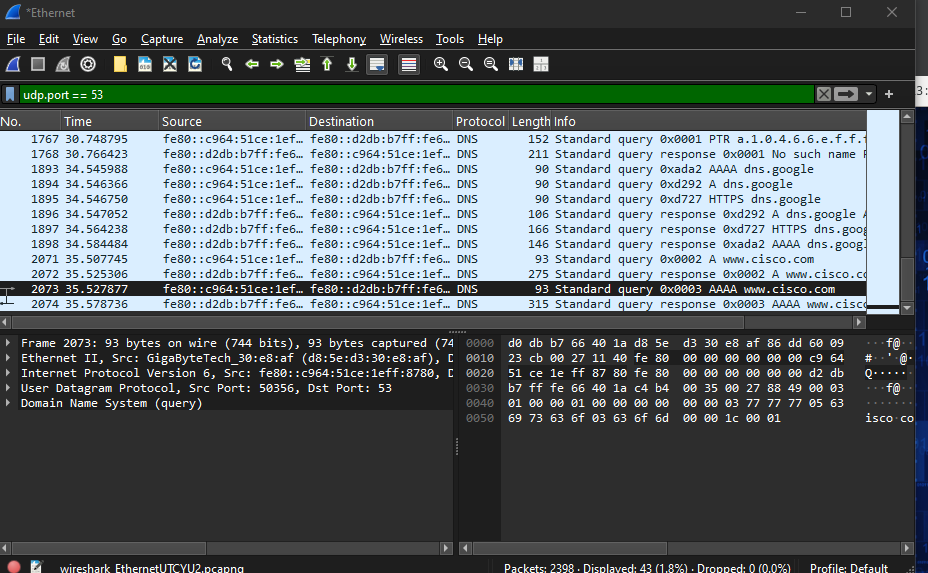 *Ethernet
File Edit View Go Capture Analyze Statistics Telephony Wireless Tools Help
udp.port == 53
3:
No. Time Source Destination Protocol Length Info
1767 30.748795 fe80::c964:51ce:1ef… fe80::d2db:b7ff:fe6… DNS 152 Standard query 0x0001 PTR a.1.0.4.6.6.e.f.f.f
1768 30.766423 fe80::d2db:b7ff:fe6… fe80::c964:51ce:1ef… DNS 211 Standard query response 0x0001 No such name P
1893 34.545988 fe80::c964:51ce:1ef… fe80::d2db:b7ff:fe6… DNS 90 Standard query 0xada2 AAAA dns.google
1894 34.546366 fe80::c964:51ce:1ef… fe80::d2db:b7ff:fe6… DNS 90 Standard query 0xd292 A dns.google
1895 34.546750 fe80::c964:51ce:1ef… fe80::d2db:b7ff:fe6… DNS 90 Standard query 0xd727 HTTPS dns.google
1896 34.547052 fe80::d2db:b7ff:fe6… fe80::c964:51ce:1ef… DNS 106 Standard query response 0xd292 A dns.google A
1897 34.564238 fe80::d2db:b7ff:fe6… fe80::c964:51ce:1ef… DNS 166 Standard query response 0xd727 HTTPS dns.goog
1898 34.584484 fe80::d2db:b7ff:fe6… fe80::c964:51ce:1ef… DNS 146 Standard query response 0xada2 AAAA dns.goog
2071 35.507745 fe80::c964:51ce:1ef… fe80::d2db:b7ff:fe6… DNS 93 Standard query 0x0002 A www.cisco.com
2072 35.525306 fe80::d2db:b7ff:fe6… fe80::c964:51ce:1ef… DNS 275 Standard query response 0x0002 A www.cisco.co
2073 35.527877 fe80::c964:51ce:1ef… fe80::d2db:b7ff:fe6… DNS 93 Standard query 0x0003 AAAA www.cisco.com
2074 35.578736 fe80::d2db:b7ff:fe6… fe80::c964:51ce:1ef… DNS 315 Standard query response 0x0003 AAAA www.cisco
Frame 2073: 93 bytes on wire (744 bits), 93 bytes captured (74
Ethernet II, Src: GigaByteTech_30:e8:af (d8:5e:d3:30:e8:af), D
Internet Protocol Version 6, Src: fe80::c964:51ce:1eff:8780, D
User Datagram Protocol, Src Port: 50356, Dst Port: 53
Domain Name System (query)
0000 d0 db b7 66 40 1a d8 5e d3 30 e8 af 86 dd 60 09 ···f@
0010 23 cb 00 27 11 40 fe 80 00 00 00 00 00 00 c9 64 #··'·@·
0020 51 ce 1e ff 87 80 fe 80 00 00 00 00 00 00 d2 db Q·····
0030 b7 ff fe 66 40 1a c4 b4 00 35 00 27 88 49 00 03 ···f@
0040 01 00 00 01 00 00 00 00 00 00 03 77 77 77 05 63 ·······
0050 69 73 63 6f 03 63 6f 6d 00 00 1c 00 01 isco·co
wireshark_EthernetUTCYU2.pcapng Packets: 2398 · Displayed: 43 (1.8%) · Dropped: 0 (0.0%) Profile: Default